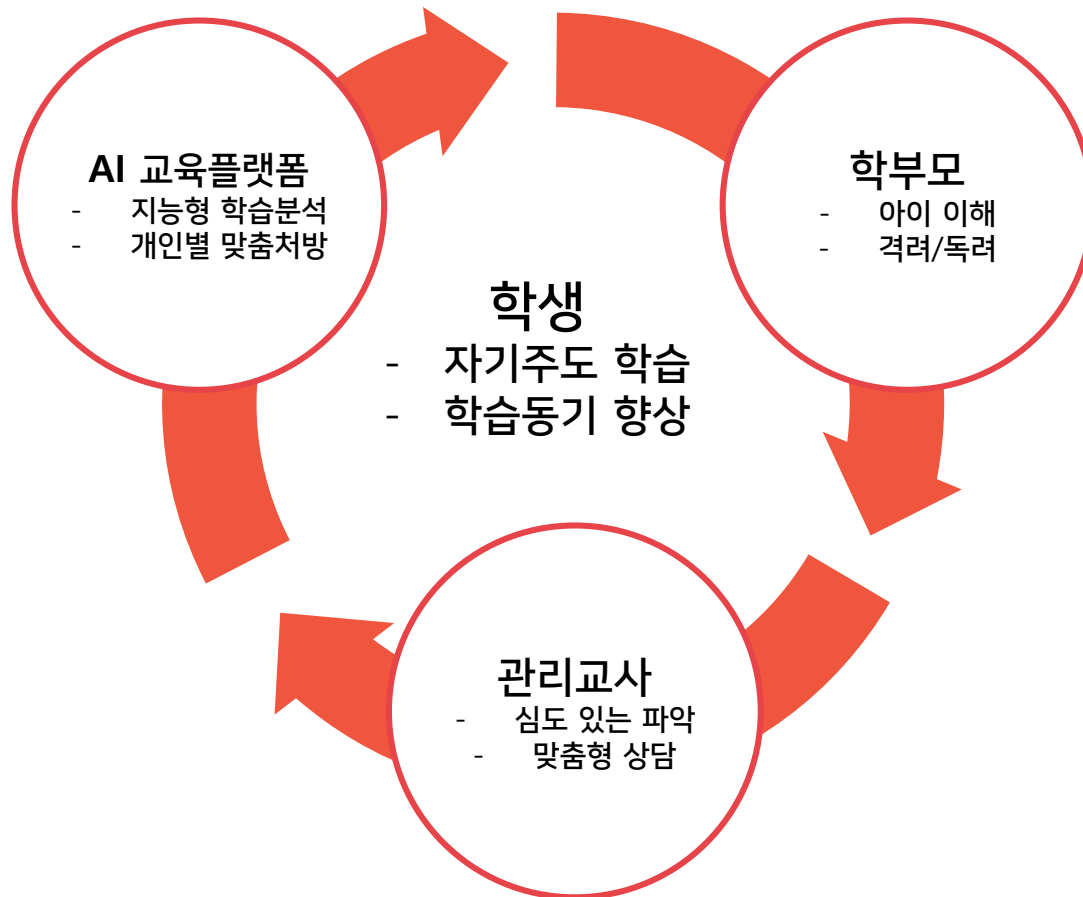 AI 교육플랫폼
- 지능형 학습분석
- 개인별 맞춤처방
학부모
- 아이 이해
- 격려/독려
학생
- 자기주도 학습
- 학습동기 향상
관리교사
- 심도 있는 파악
- 맞춤형 상담